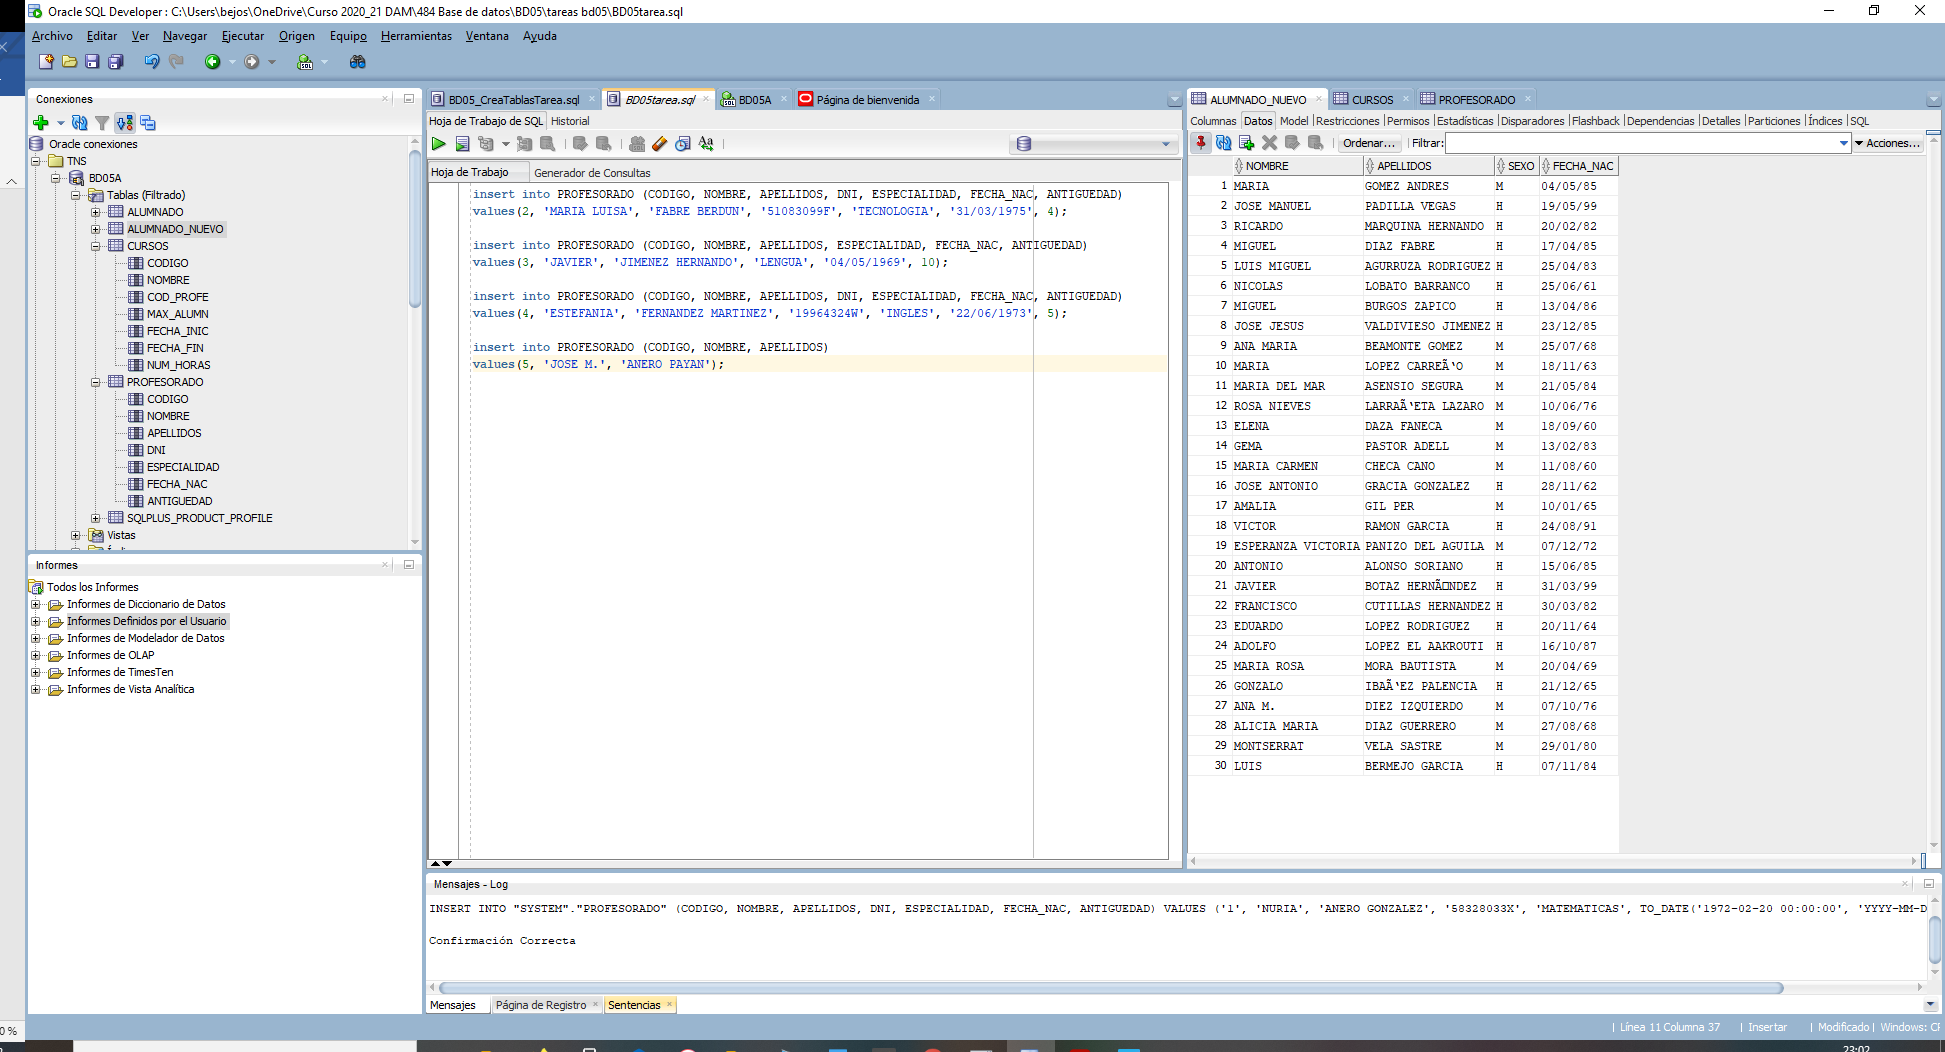 Oracle SQL Developer : C:\Users\bejos\OneDrive\Curso 2020_21 DAM\484 Base de datos\BD05\tareas bd05\BD05tarea.sql
Archivo Editar Ver Navegar Ejecutar Origen Equipo Herramientas Ventana Ayuda
Conexiones
Oracle conexiones
TNS
BD05A
Tablas (Filtrado)
ALUMNADO
ALUMNADO_NUEVO
CURSOS
CODIGO
NOMBRE
COD_PROFE
MAX_ALUMN
FECHA_INIC
FECHA_FIN
NUM_HORAS
PROFESORADO
CODIGO
NOMBRE
APELLIDOS
DNI
ESPECIALIDAD
FECHA_NAC
ANTIGUEDAD
SQLPLUS_PRODUCT_PROFILE
Vistas
Informes
Todos los Informes
Informes de Diccionario de Datos
Informes Definidos por el Usuario
Informes de Modelador de Datos
Informes de OLAP
Informes de TimesTen
Informes de Vista Analítica
BD05_CreaTablasTarea.sql BD05tarea.sql BD05A Página de bienvenida
Hoja de Trabajo de SQL Historial
Hoja de Trabajo Generador de Consultas
insert into PROFESORADO (CODIGO, NOMBRE, APELLIDOS, DNI, ESPECIALIDAD, FECHA_NAC, ANTIGUEDAD)
values(2, 'MARIA LUISA', 'FABRE BERDUN', '51083099F', 'TECNOLOGIA', '31/03/1975', 4);
insert into PROFESORADO (CODIGO, NOMBRE, APELLIDOS, ESPECIALIDAD, FECHA_NAC, ANTIGUEDAD)
values(3, 'JAVIER', 'JIMENEZ HERNANDO', 'LENGUA', '04/05/1969', 10);
insert into PROFESORADO (CODIGO, NOMBRE, APELLIDOS, DNI, ESPECIALIDAD, FECHA_NAC, ANTIGUEDAD)
values(4, 'ESTEFANIA', 'FERNANDEZ MARTINEZ', '19964324W', 'INGLES', '22/06/1973', 5);
insert into PROFESORADO (CODIGO, NOMBRE, APELLIDOS)
values(5, 'JOSE M.', 'ANERO PAYAN');
ALUMNADO_NUEVO CURSOS PROFESORADO
Columnas Datos Model Restricciones Permisos Estadísticas Disparadores Flashback Dependencias Detalles Particiones Índices SQL
Ordenar... Filtrar: Acciones...
NOMBRE APELLIDOS SEXO FECHA_NAC
1 MARIA GOMEZ ANDRES M 04/05/85
2 JOSE MANUEL PADILLA VEGAS H 19/05/99
3 RICARDO MARQUINA HERNANDO H 20/02/82
4 MIGUEL DIAZ FABRE H 17/04/85
5 LUIS MIGUEL AGURRUZA RODRIGUEZ H 25/04/83
6 NICOLAS LOBATO BARRANCO H 25/06/61
7 MIGUEL BURGOS ZAPICO H 13/04/86
8 JOSE JESUS VALDIVIESO JIMENEZ H 23/12/85
9 ANA MARIA BEAMONTE GOMEZ M 25/07/68
10 MARIA LOPEZ CARREÃ‘O M 18/11/63
11 MARIA DEL MAR ASENSIO SEGURA M 21/05/84
12 ROSA NIEVES LARRAÃ‘ETA LAZARO M 10/06/76
13 ELENA DAZA FANECA M 18/09/60
14 GEMA PASTOR ADELL M 13/02/83
15 MARIA CARMEN CHECA CANO M 11/08/60
16 JOSE ANTONIO GRACIA GONZALEZ H 28/11/62
17 AMALIA GIL PER M 10/01/65
18 VICTOR RAMON GARCIA H 24/08/91
19 ESPERANZA VICTORIA PANIZO DEL AGUILA M 07/12/72
20 ANTONIO ALONSO SORIANO H 15/06/85
21 JAVIER BOTAZ HERNÃ□NDEZ H 31/03/99
22 FRANCISCO CUTILLAS HERNANDEZ H 30/03/82
23 EDUARDO LOPEZ RODRIGUEZ H 20/11/64
24 ADOLFO LOPEZ EL AAKROUTI H 16/10/87
25 MARIA ROSA MORA BAUTISTA M 20/04/69
26 GONZALO IBAÃ‘EZ PALENCIA H 21/12/65
27 ANA M. DIEZ IZQUIERDO M 07/10/76
28 ALICIA MARIA DIAZ GUERRERO M 27/08/68
29 MONTSERRAT VELA SASTRE M 29/01/80
30 LUIS BERMEJO GARCIA H 07/11/84
Mensajes - Log
INSERT INTO "SYSTEM"."PROFESORADO" (CODIGO, NOMBRE, APELLIDOS, DNI, ESPECIALIDAD, FECHA_NAC, ANTIGUEDAD) VALUES ('1', 'NURIA', 'ANERO GONZALEZ', '58328033X', 'MATEMATICAS', TO_DATE('1972-02-20 00:00:00', 'YYYY-MM-D
Confirmación Correcta
Mensajes Página de Registro Sentencias
0 % Línea 11 Columna 37 Insertar Modificado Windows:
23:02